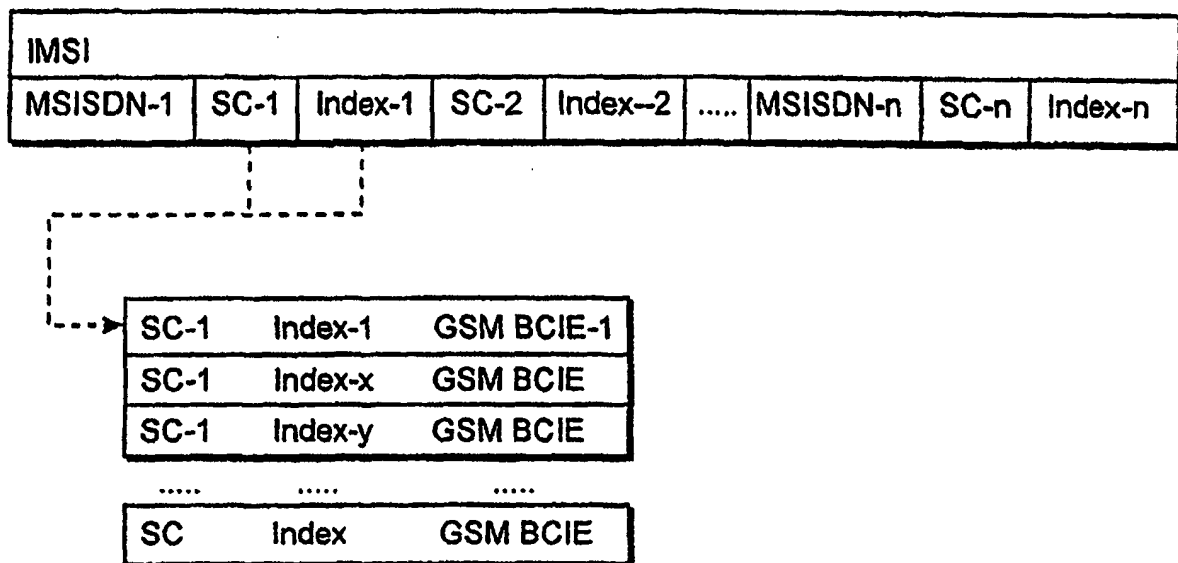 IMSI
MSISDN-1 SC-1 Index-1 SC-2 Index--2 ..... MSISDN-n SC-n Index-n
SC-1 Index-1 GSM BCIE-1
SC-1 Index-x GSM BCIE
SC-1 Index-y GSM BCIE
..... ..... .....
SC Index GSM BCIE